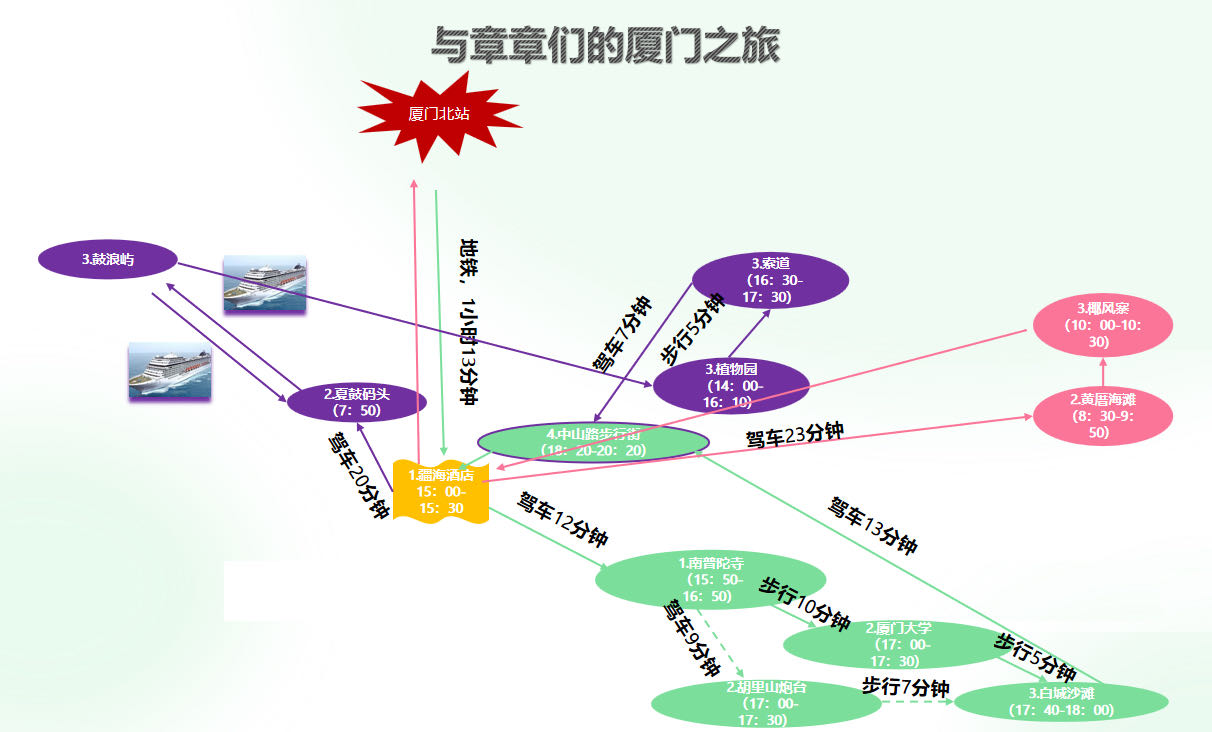 与章章们的厦门之旅
厦门北站
地铁，1小时13分钟
3.鼓浪屿
3.索道
（16：30-
17：30）
驾车7分钟
步行5分钟
3.椰风寨
（10：00-10：
30）
3.植物园
（14：00-
16：10）
2.夏鼓码头
（7：50）
2.黄厝海滩
（8：30-9：
50）
4.中山路步行街
（18：20-20：20）
驾车23分钟
驾车20分钟
1.韫海酒店
15：00-
15：30
驾车12分钟
驾车13分钟
1.南普陀寺
（15：50-
16：50）
步行10分钟
驾车9分钟
2.厦门大学
（17：00-
17：30）
步行5分钟
2.胡里山炮台
（17：00-
17：30）
步行7分钟
3.白城沙滩
（17：40-18：00）